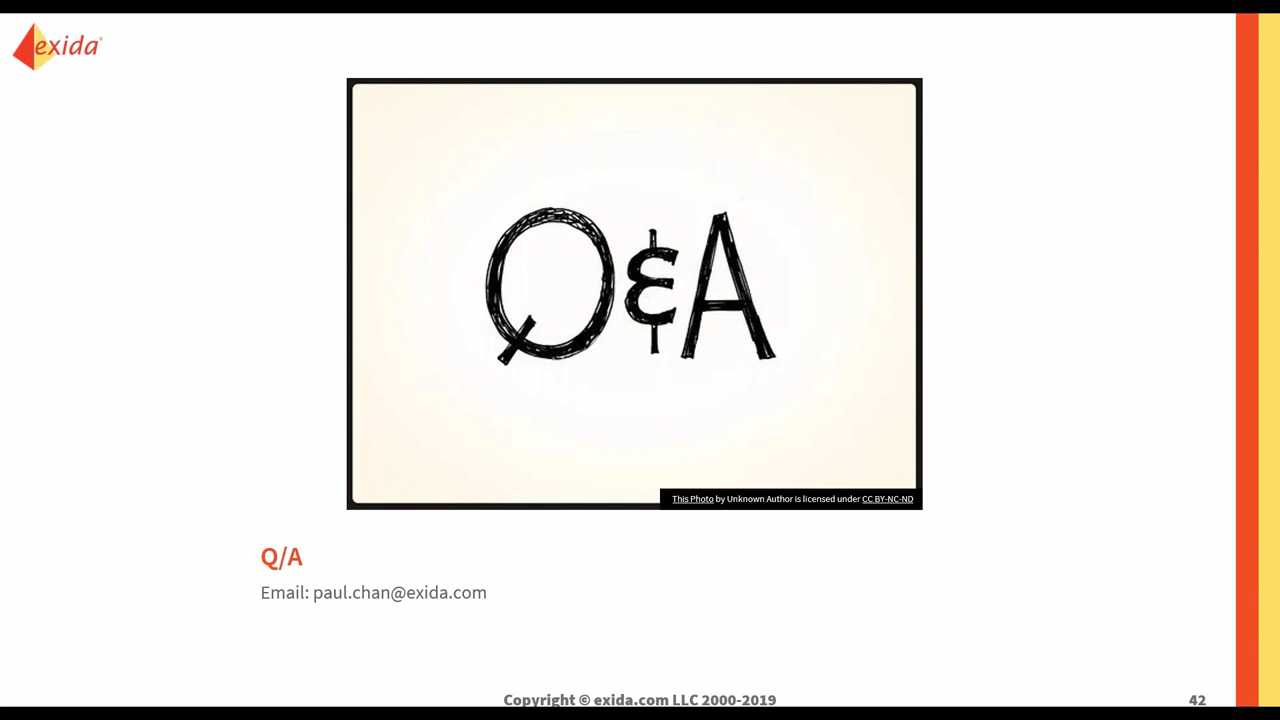 exida
Q&A
This Photo by Unknown Author is licensed under CC BY-NC-ND
Q/A
Email: paul.chan@exida.com
Copyright © exida.com LLC 2000-2019
42